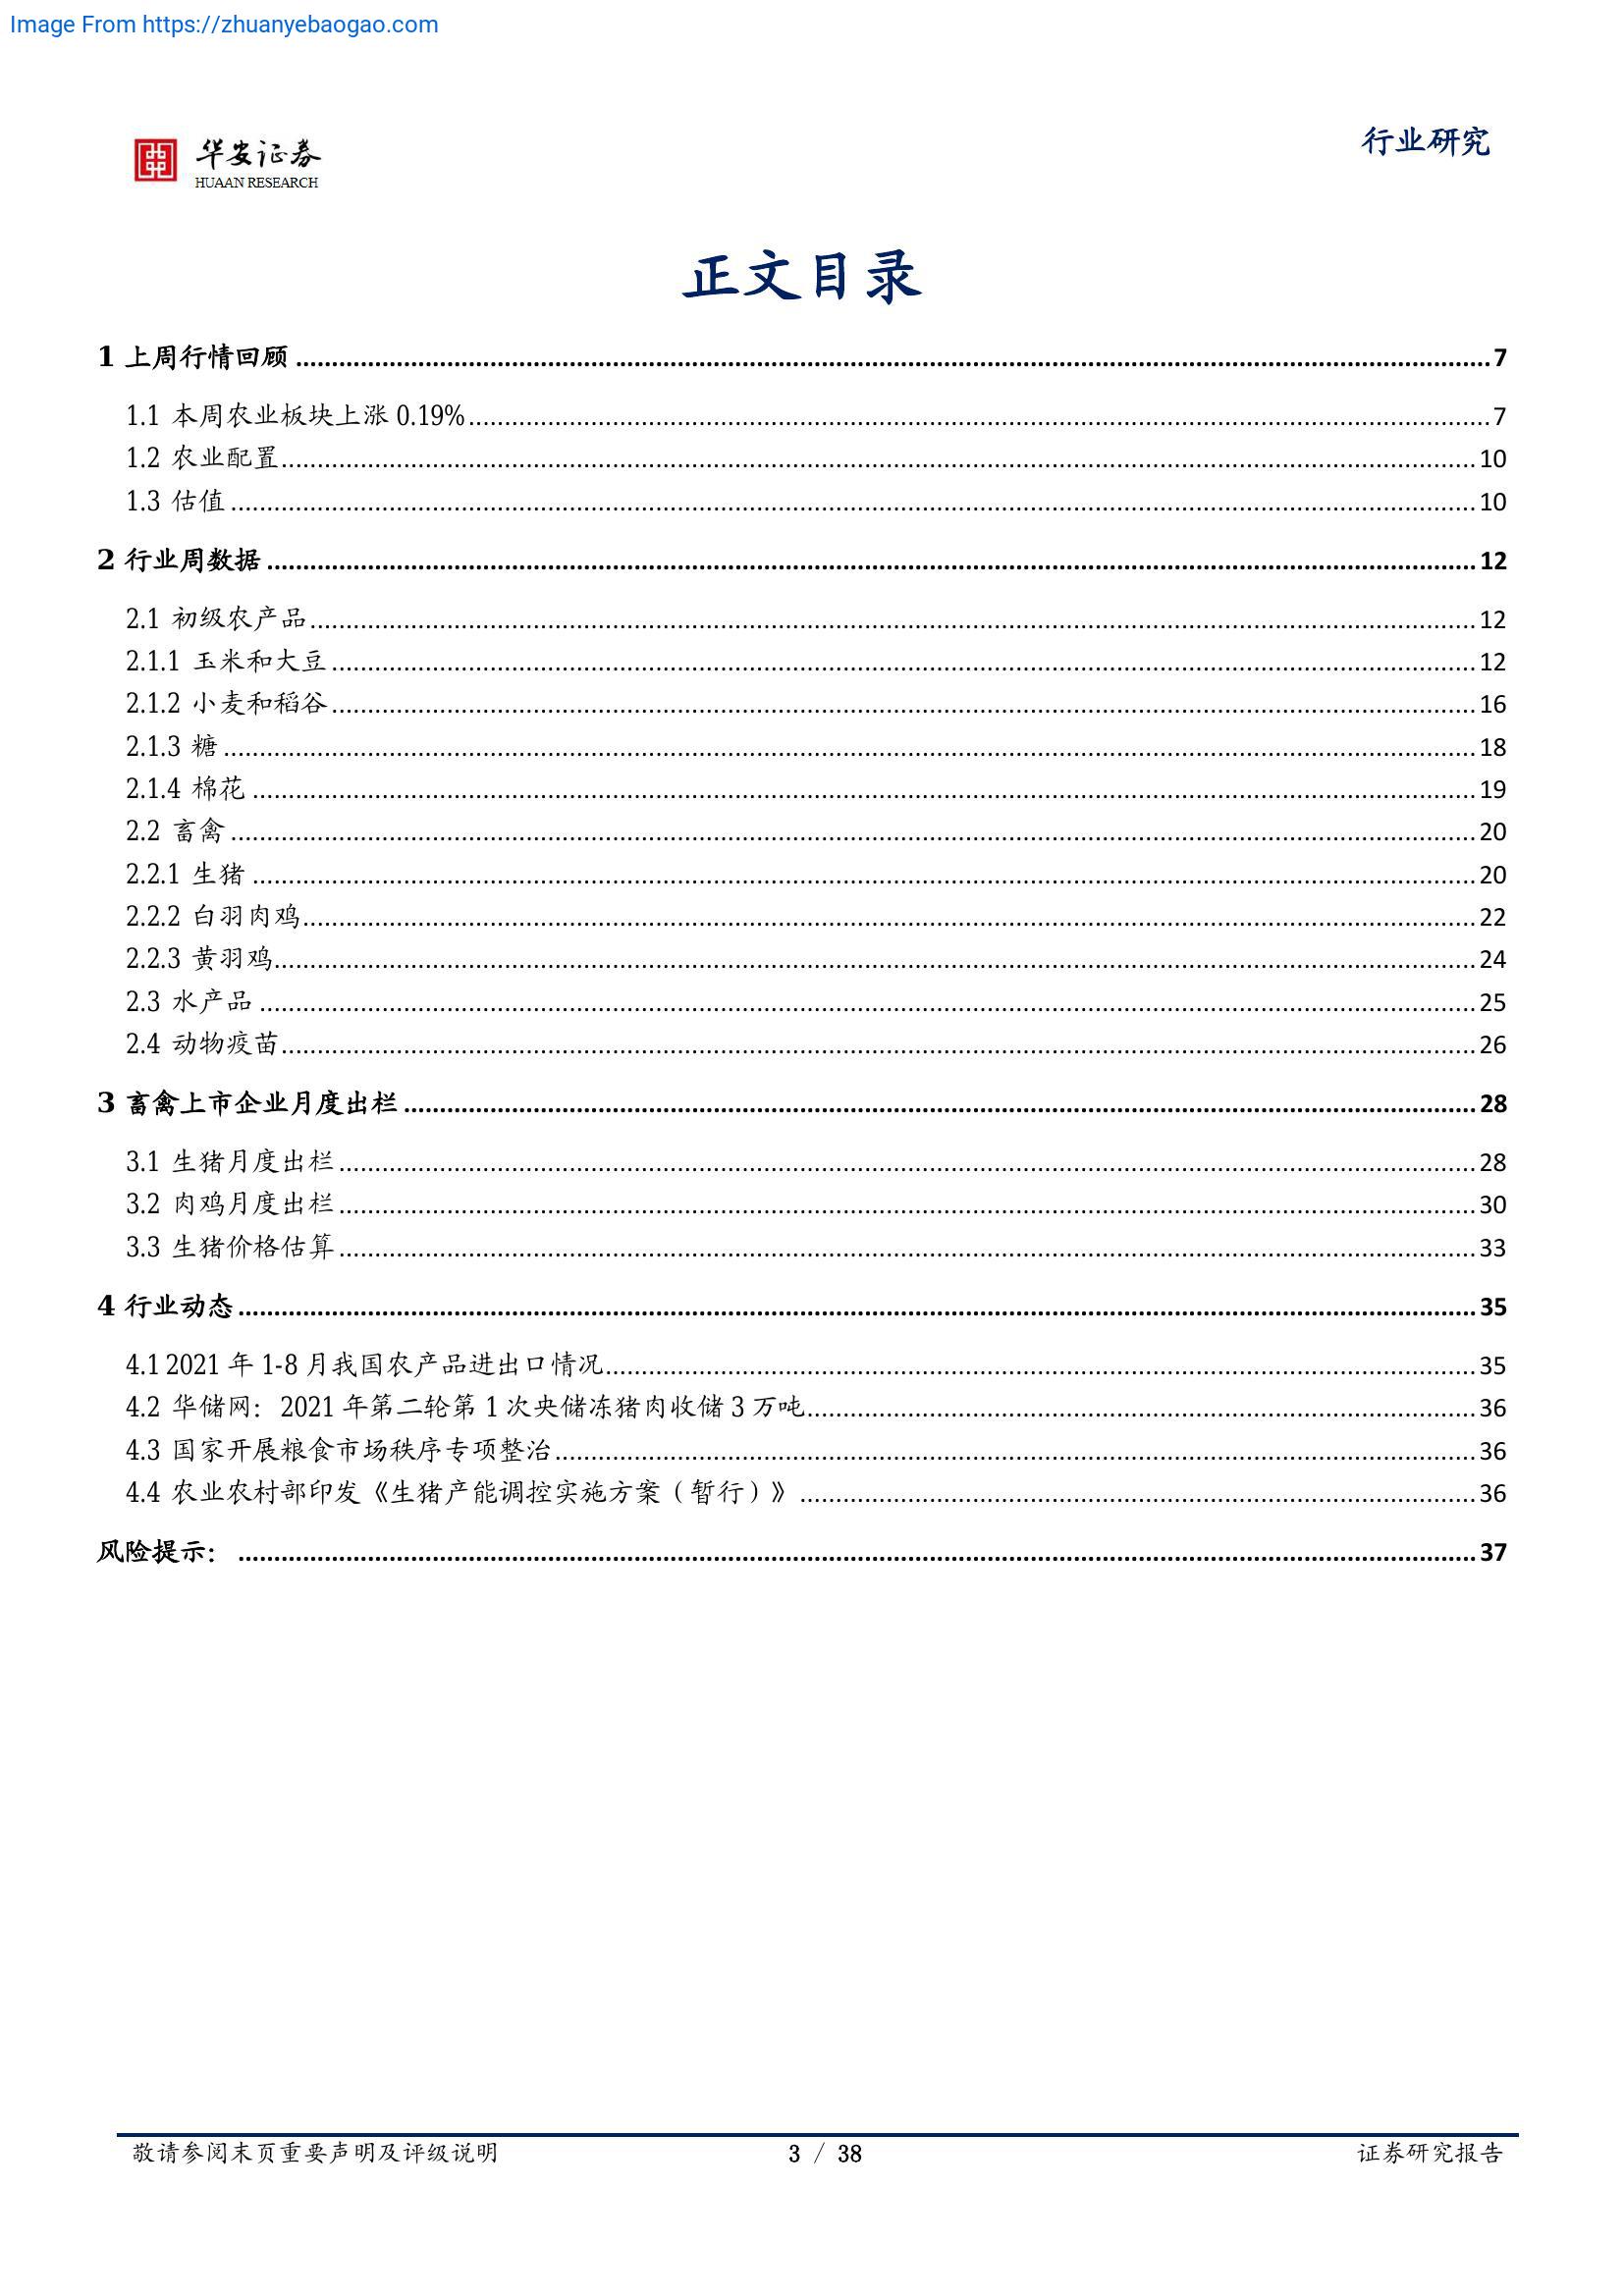 Image From https://zhuanyebaogao.com
华安证券
HUAAN RESEARCH
行业研究
正文目录
1 上周行情回顾 ........ 7
1.1 本周农业板块上涨 0.19% ........ 7
1.2 农业配置 ........ 10
1.3 估值 ........ 10
2 行业周数据 ........ 12
2.1 初级农产品 ........ 12
2.1.1 玉米和大豆 ........ 12
2.1.2 小麦和稻谷 ........ 16
2.1.3 糖 ........ 18
2.1.4 棉花 ........ 19
2.2 畜禽 ........ 20
2.2.1 生猪 ........ 20
2.2.2 白羽肉鸡 ........ 22
2.2.3 黄羽鸡 ........ 24
2.3 水产品 ........ 25
2.4 动物疫苗 ........ 26
3 畜禽上市企业月度出栏 ........ 28
3.1 生猪月度出栏 ........ 28
3.2 肉鸡月度出栏 ........ 30
3.3 生猪价格估算 ........ 33
4 行业动态 ........ 35
4.1 2021 年 1-8 月我国农产品进出口情况 ........ 35
4.2 华储网：2021 年第二轮第 1 次央储冻猪肉收储 3 万吨 ........ 36
4.3 国家开展粮食市场秩序专项整治 ........ 36
4.4 农业农村部印发《生猪产能调控实施方案（暂行）》 ........ 36
风险提示： ........ 37
敬请参阅末页重要声明及评级说明
3 / 38
证券研究报告